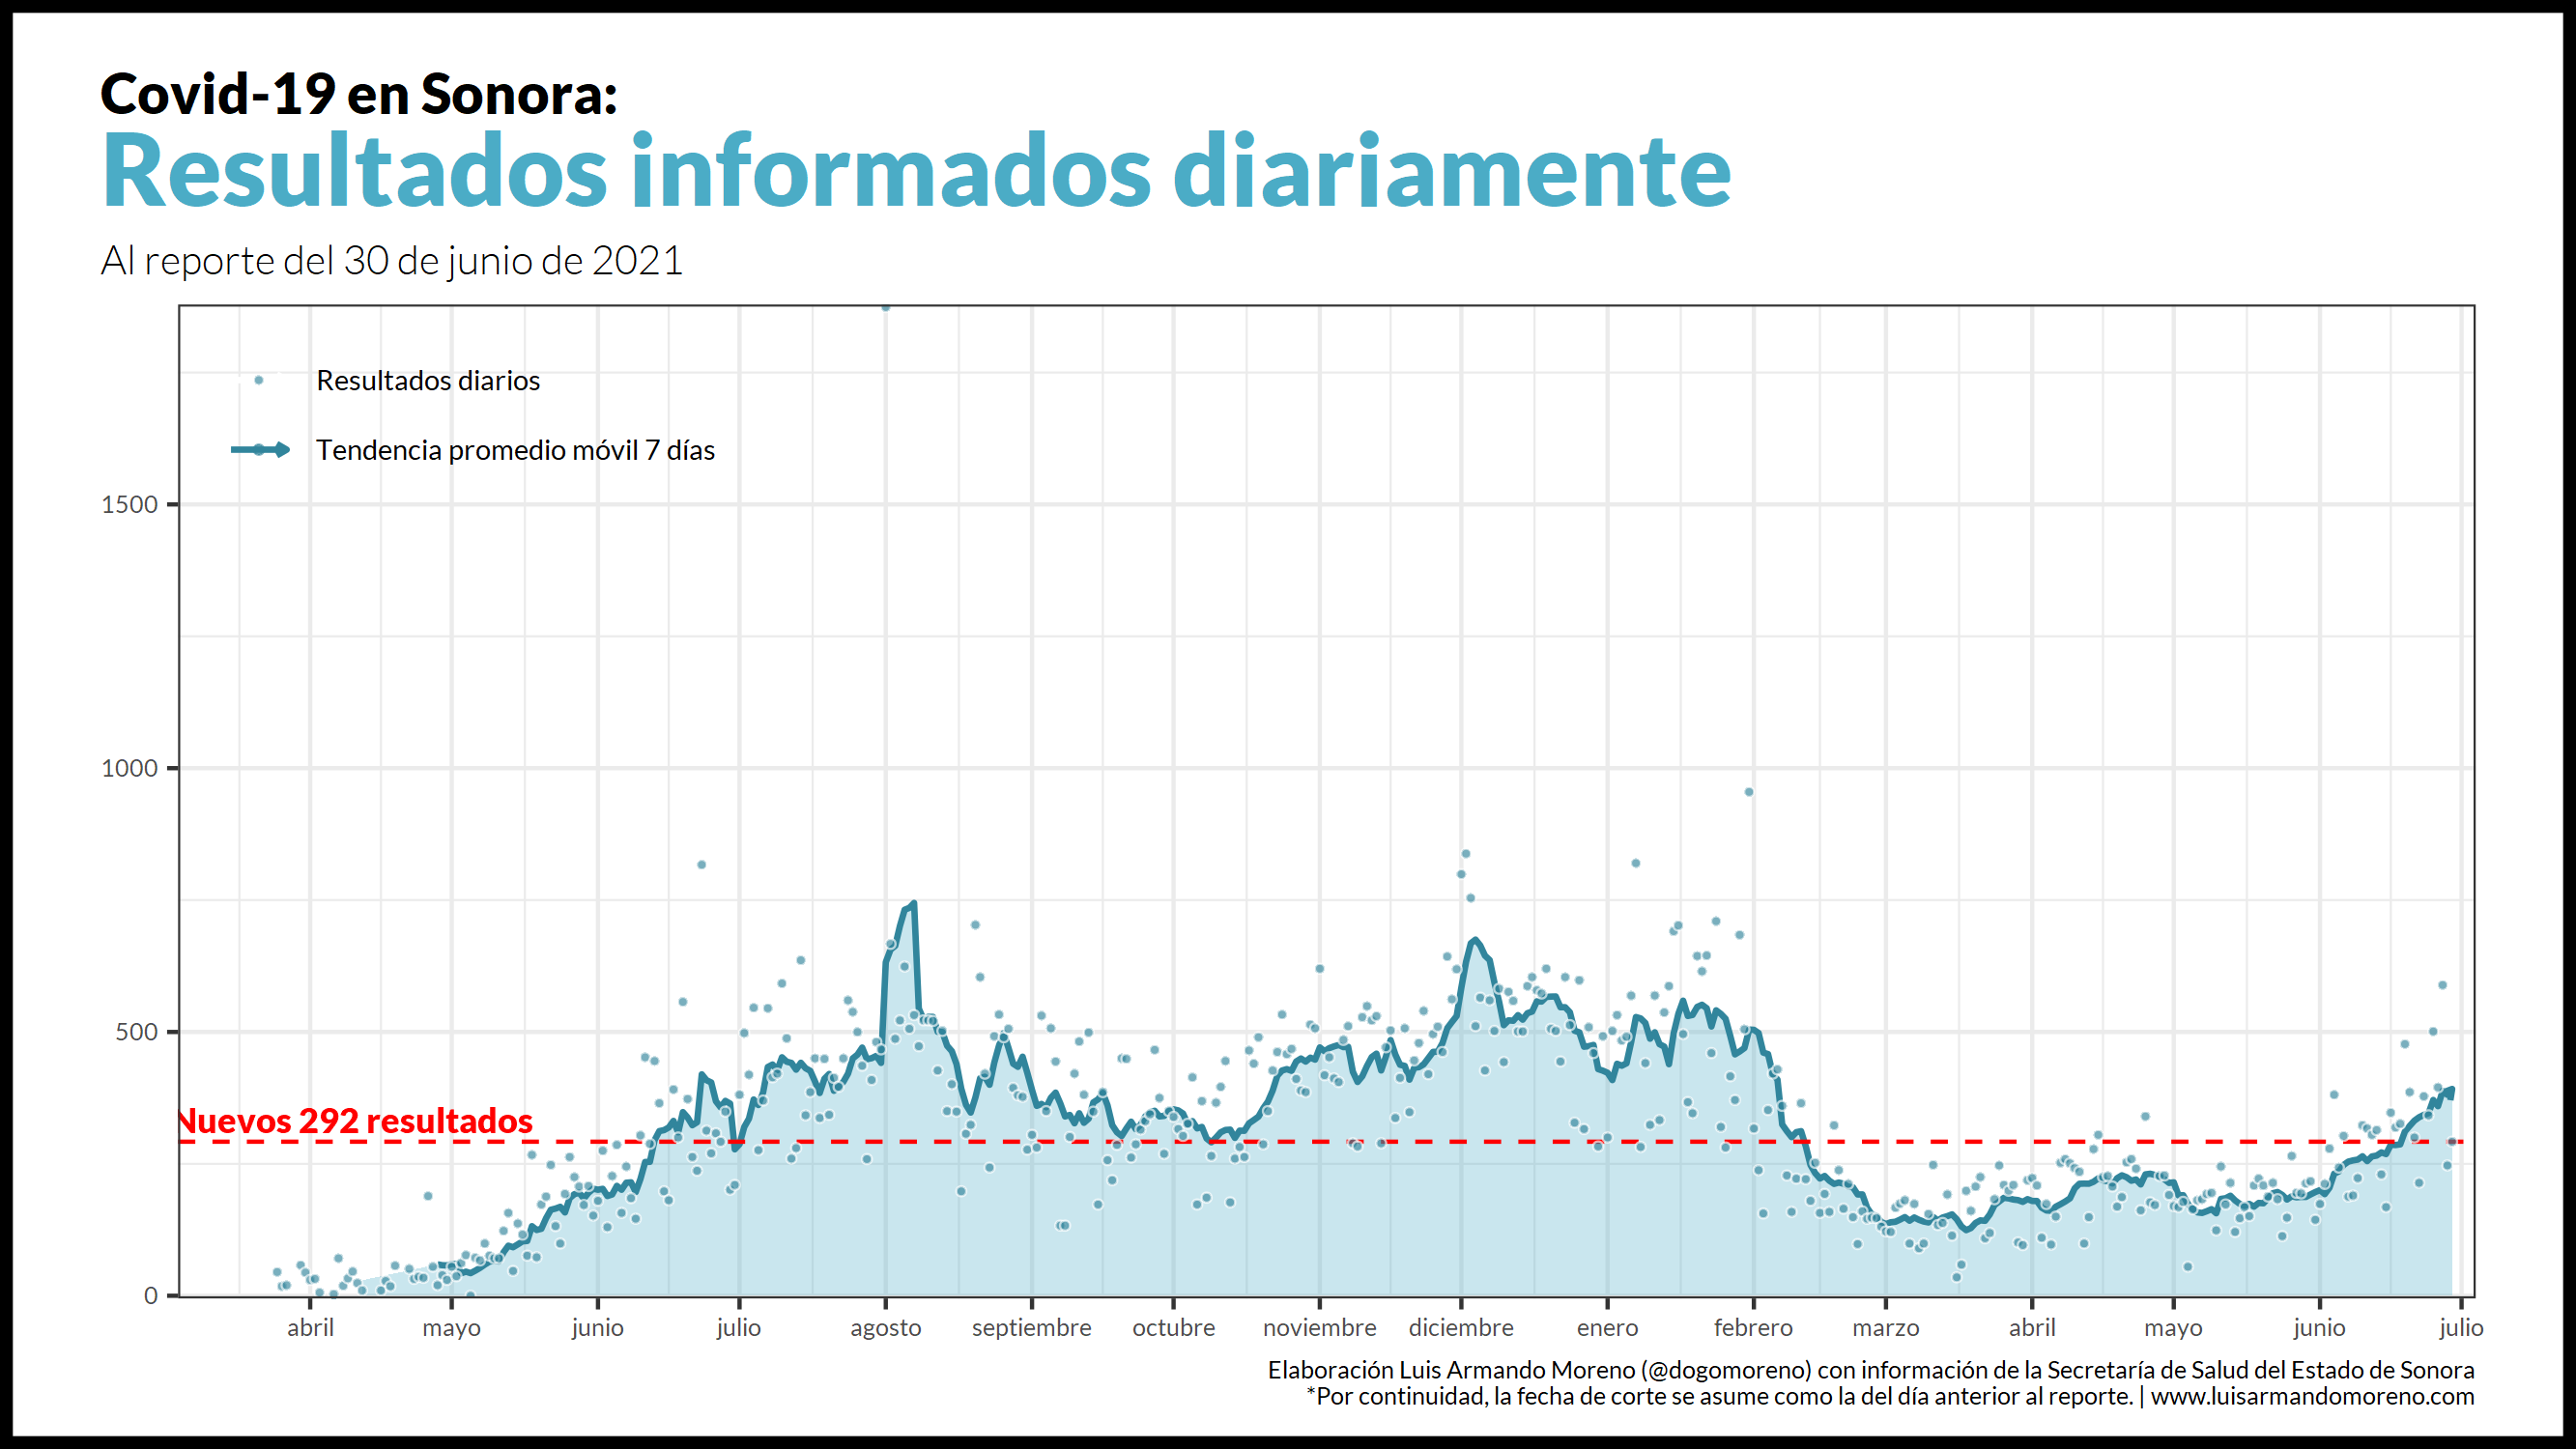 Covid-19 en Sonora:
Resultados informados diariamente
Al reporte del 30 de junio de 2021
Resultados diarios
Tendencia promedio móvil 7 días
1500
1000
500
0
Nuevos 292 resultados
abril mayo junio julio agosto septiembre octubre noviembre diciembre enero febrero marzo abril mayo junio julio
Elaboración Luis Armando Moreno (@dogomoreno) con información de la Secretaría de Salud del Estado de Sonora
*Por continuidad, la fecha de corte se asume como la del día anterior al reporte. | www.luisarmandomoreno.com